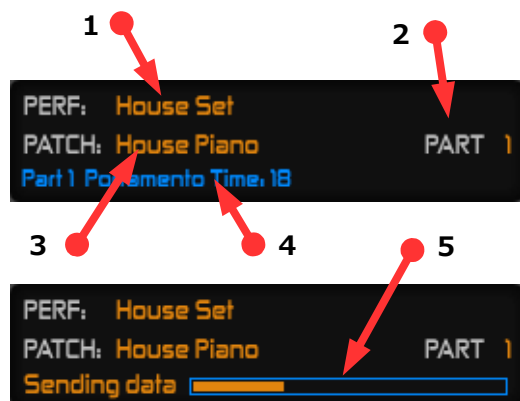 1
2
PERF: House Set
PATCH: House Piano PART 1
Part 1 Portamento Time: 18
3
4
5
PERF: House Set
PATCH: House Piano PART 1
Sending data